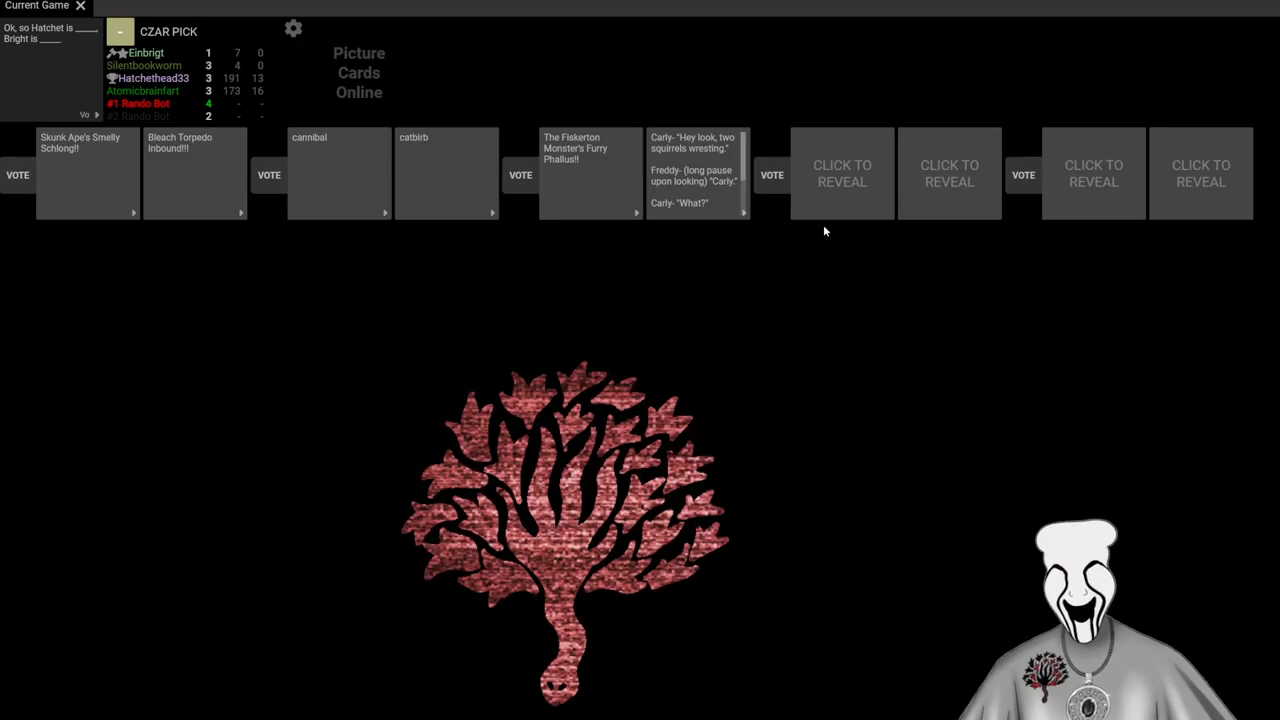 Current Game
Ok, so Hatchet is _____,
Bright is _____
Vo
-
CZAR PICK
Einbrigt 1 7 0
Silentbookworm 3 4 0
Hatchethead33 3 191 13
Atomicbrainfart 3 173 16
#1 Rando Bot 4 - -
#2 Rando Bot 2 - -
Picture
Cards
Online
VOTE
Skunk Ape's Smelly
Schlong!!
Bleach Torpedo
Inbound!!!
VOTE
cannibal
catbirb
VOTE
The Fiskerton
Monster's Furry
Phallus!!
Carly- "Hey look, two
squirrels wresting."
Freddy- (long pause
upon looking) "Carly."
Carly- "What?"
VOTE
CLICK TO
REVEAL
CLICK TO
REVEAL
VOTE
CLICK TO
REVEAL
CLICK TO
REVEAL